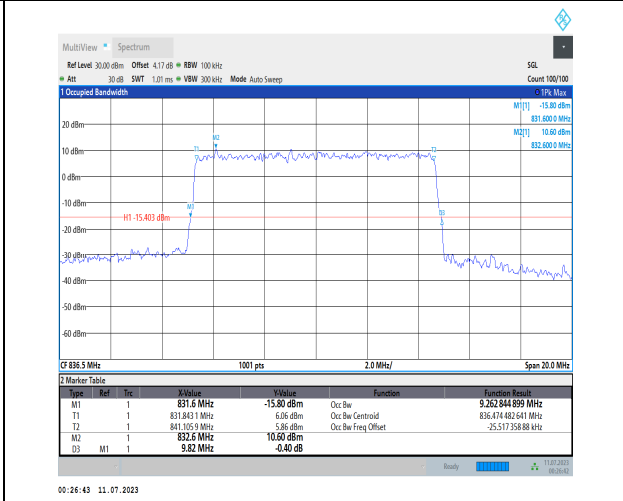 MultiView Spectrum
Ref Level 30.00 dBm Offset 4.17 dB RBW 100 kHz SGL
Att 30 dB SWT 1.01 ms VBW 300 kHz Mode Auto Sweep Count 100/100
1 Occupied Bandwidth 1Pk Max
M1[1] -15.80 dBm
831.600 0 MHz
M2[1] 10.60 dBm
832.600 0 MHz
20 dBm
M2
T1 T2
10 dBm
0 dBm
-10 dBm
M1
D3
H1 -15.403 dBm
-20 dBm
-30 dBm
-40 dBm
-50 dBm
-60 dBm
CF 836.5 MHz 1001 pts 2.0 MHz/ Span 20.0 MHz
2 Marker Table
Type Ref Trc X-Value Y-Value Function Function Result
M1 1 831.6 MHz -15.80 dBm Occ Bw 9.262 844 899 MHz
T1 1 831.843 1 MHz 6.06 dBm Occ Bw Centroid 836.474 482 641 MHz
T2 1 841.105 9 MHz 5.86 dBm Occ Bw Freq Offset -25.517 358 88 kHz
M2 1 832.6 MHz 10.60 dBm
D3 M1 1 9.82 MHz -0.40 dB
Ready 11.07.2023
00:26:42
00:26:43 11.07.2023